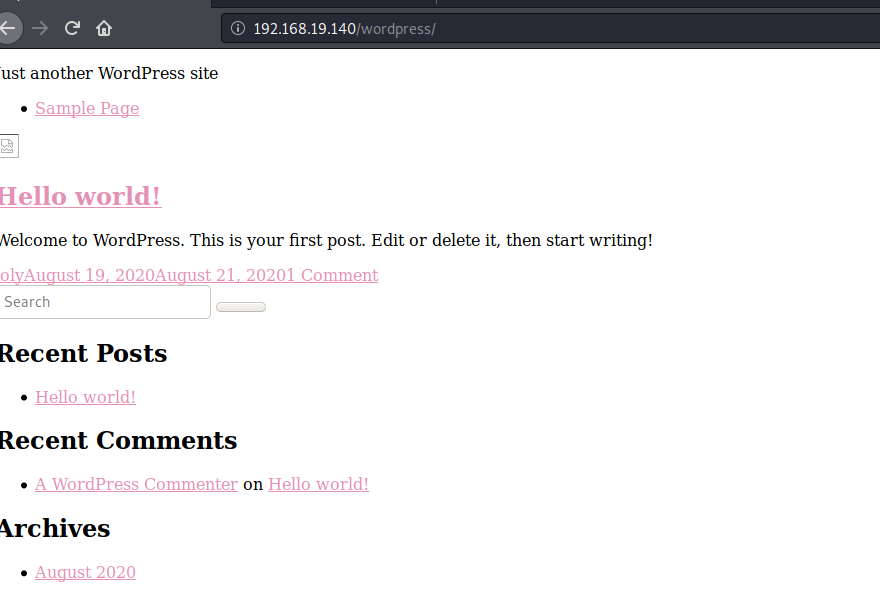 192.168.19.140/wordpress/
Just another WordPress site
Sample Page
Hello world!
Welcome to WordPress. This is your first post. Edit or delete it, then start writing!
olyAugust 19, 2020August 21, 20201 Comment
Search
Recent Posts
Hello world!
Recent Comments
A WordPress Commenter on Hello world!
Archives
August 2020